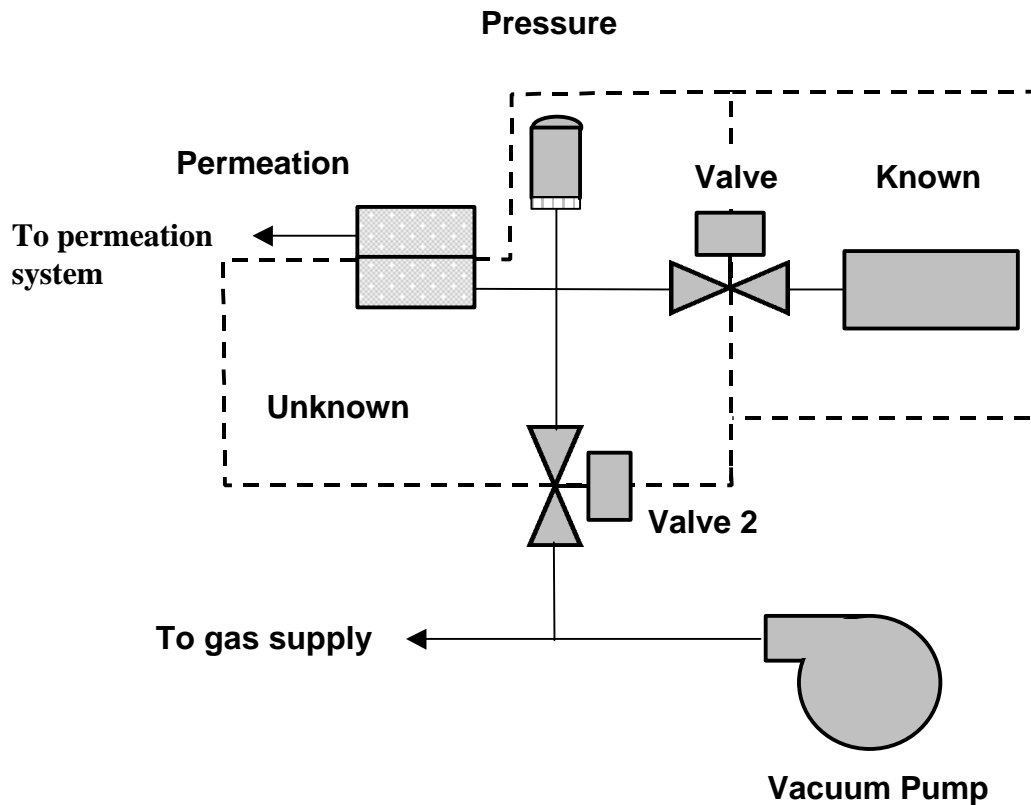 Pressure
Permeation
Valve
Known
To permeation
system
Unknown
Valve 2
To gas supply
Vacuum Pump